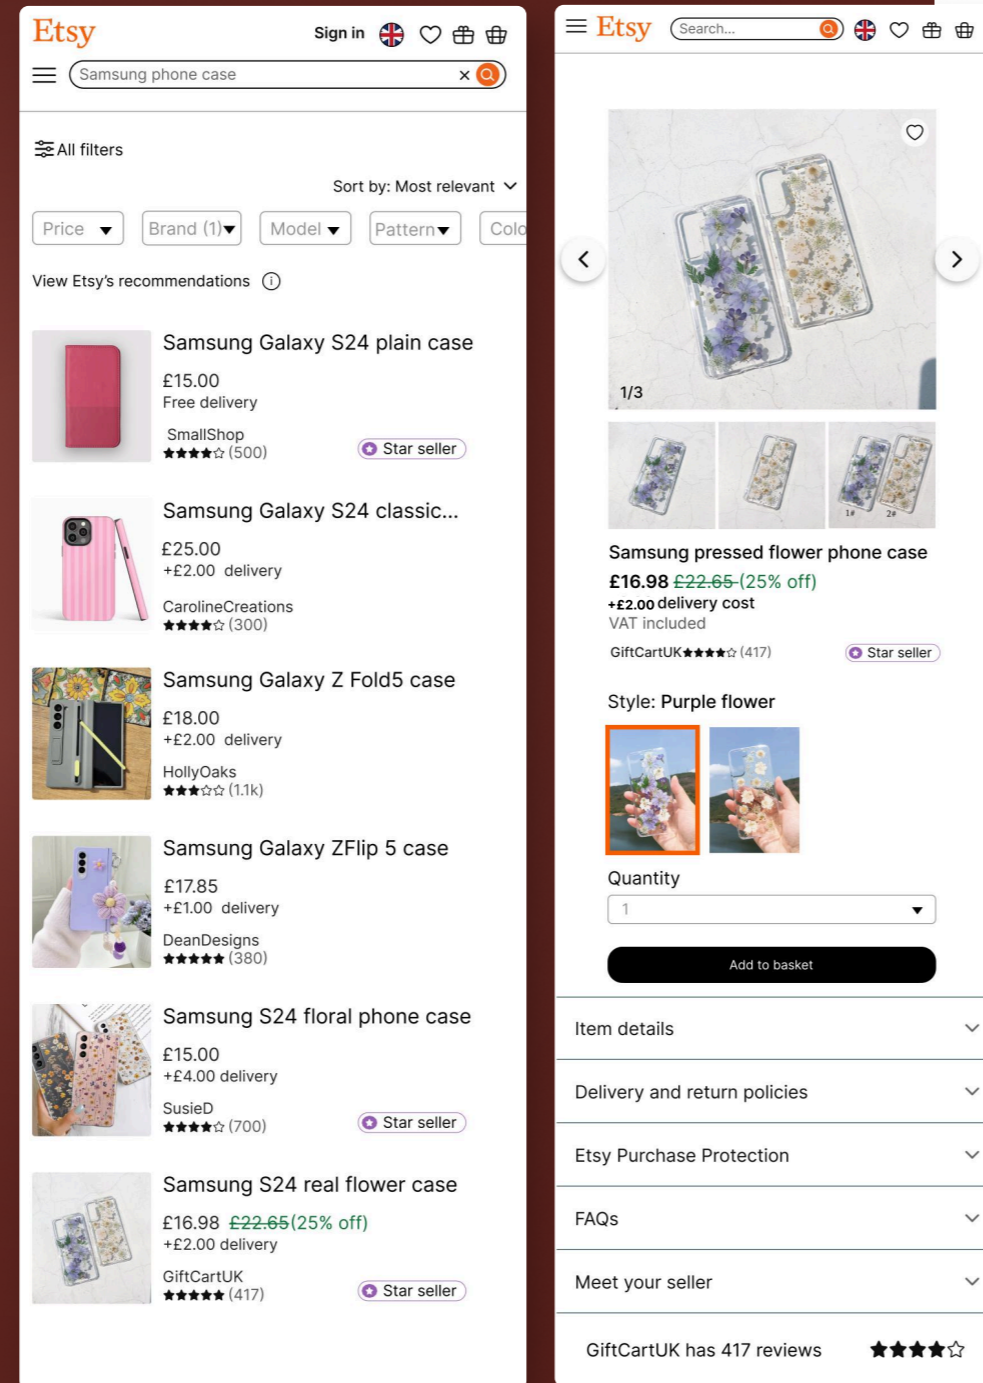 Etsy
Sign in
Samsung phone case
All filters
Sort by: Most relevant
Price
Brand (1)
Model
Pattern
Colo
View Etsy's recommendations
Samsung Galaxy S24 plain case
£15.00
Free delivery
SmallShop
(500)
Star seller
Samsung Galaxy S24 classic...
£25.00
+£2.00 delivery
CarolineCreations
(300)
Samsung Galaxy Z Fold5 case
£18.00
+£2.00 delivery
HollyOaks
(1.1k)
Samsung Galaxy ZFlip 5 case
£17.85
+£1.00 delivery
DeanDesigns
(380)
Samsung S24 floral phone case
£15.00
+£4.00 delivery
SusieD
(700)
Star seller
Samsung S24 real flower case
£16.98 £22.65(25% off)
+£2.00 delivery
GiftCartUK
(417)
Star seller
Etsy
Search...
1/3
1# 2#
Samsung pressed flower phone case
£16.98 £22.65 (25% off)
+£2.00 delivery cost
VAT included
GiftCartUK (417)
Star seller
Style: Purple flower
Quantity
1
Add to basket
Item details
Delivery and return policies
Etsy Purchase Protection
FAQs
Meet your seller
GiftCartUK has 417 reviews